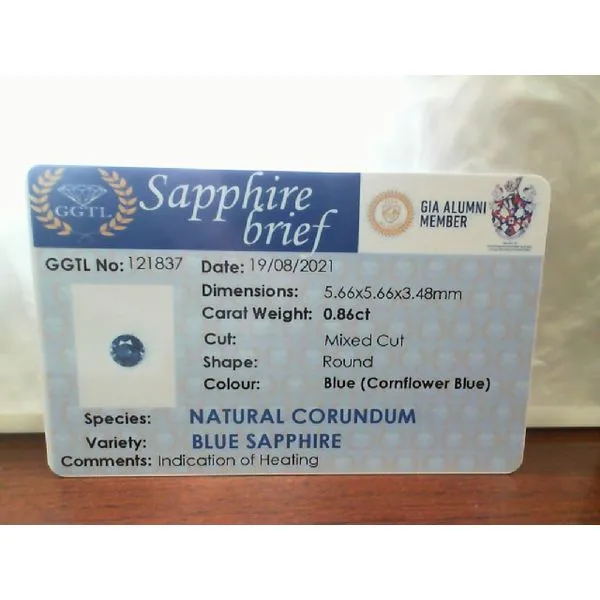 GGTL
Sapphire
brief
GIA ALUMNI
MEMBER
GGTL No: 121837 Date: 19/08/2021
Dimensions: 5.66x5.66x3.48mm
Carat Weight: 0.86ct
Cut: Mixed Cut
Shape: Round
Colour: Blue (Cornflower Blue)
Species: NATURAL CORUNDUM
Variety: BLUE SAPPHIRE
Comments: Indication of Heating